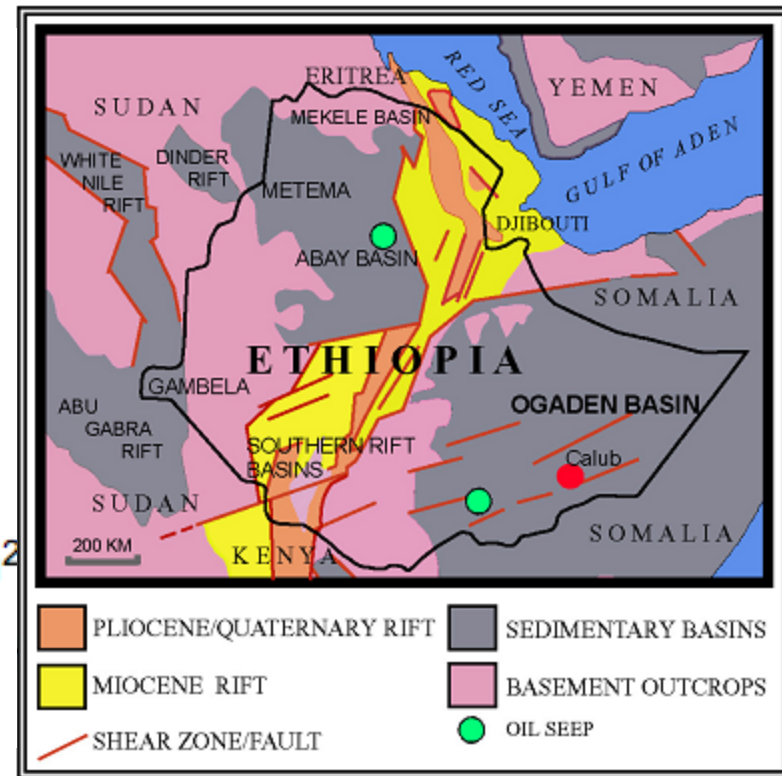 ERITREA
RED SEA
YEMEN
SUDAN
MEKELE BASIN
GULF OF ADEN
WHITE
NILE
RIFT
DINDER
RIFT
METEMA
DJIBOUTI
ABAY BASIN
SOMALIA
ETHIOPIA
GAMBELA
ABU
GABRA
RIFT
OGADEN BASIN
SOUTHERN RIFT
BASINS
Calub
SUDAN
SOMALIA
2
200 KM
KENYA
PLIOCENE/QUATERNARY RIFT
SEDIMENTARY BASINS
MIOCENE RIFT
BASEMENT OUTCROPS
SHEAR ZONE/FAULT
OIL SEEP